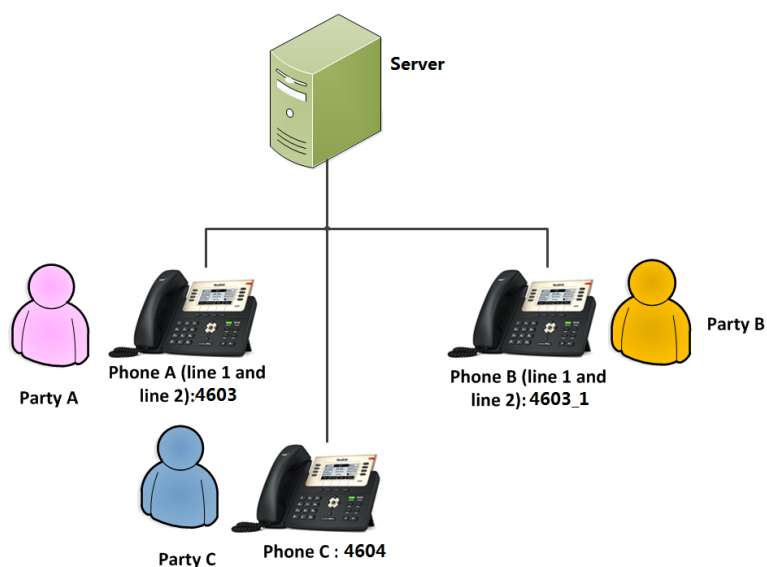 Server
Party A
Phone A (line 1 and
line 2):4603
Phone B (line 1 and
line 2): 4603_1
Party B
Party C
Phone C : 4604